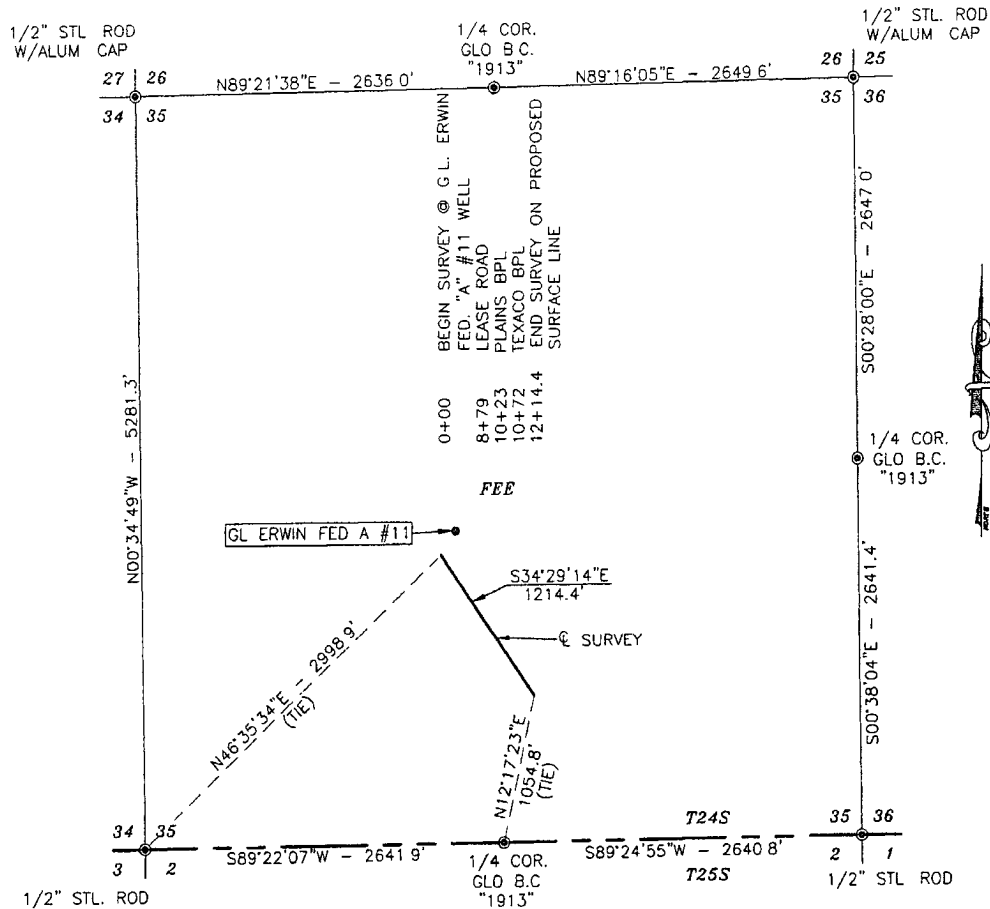 1/2" STL ROD
W/ALUM CAP
1/4 COR.
GLO B C.
"1913"
1/2" STL. ROD
W/ALUM CAP
27 26
34 35
N89°21'38"E - 2636 0'
N89°16'05"E - 2649 6'
26 25
35 36
0+00 BEGIN SURVEY @ G L. ERWIN
FED. "A" #11 WELL
8+79 LEASE ROAD
10+23 PLAINS BPL
10+72 TEXACO BPL
12+14.4 END SURVEY ON PROPOSED
SURFACE LINE
N00°34'49"W - 5281.3'
S00°28'00"E - 2647 0'
1/4 COR.
GLO B.C.
"1913"
FEE
GL ERWIN FED A #11
S34°29'14"E
1214.4'
℄ SURVEY
N46°35'34"E - 2998 9'
(TIE)
N12°17'23"E
1054.8'
(TIE)
S00°38'04"E - 2641.4'
34 35
3 2
1/2" STL. ROD
S89°22'07"W - 2641 9'
1/4 COR.
GLO B.C
"1913"
T24S
S89°24'55"W - 2640 8'
T25S
35 36
2 1
1/2" STL ROD